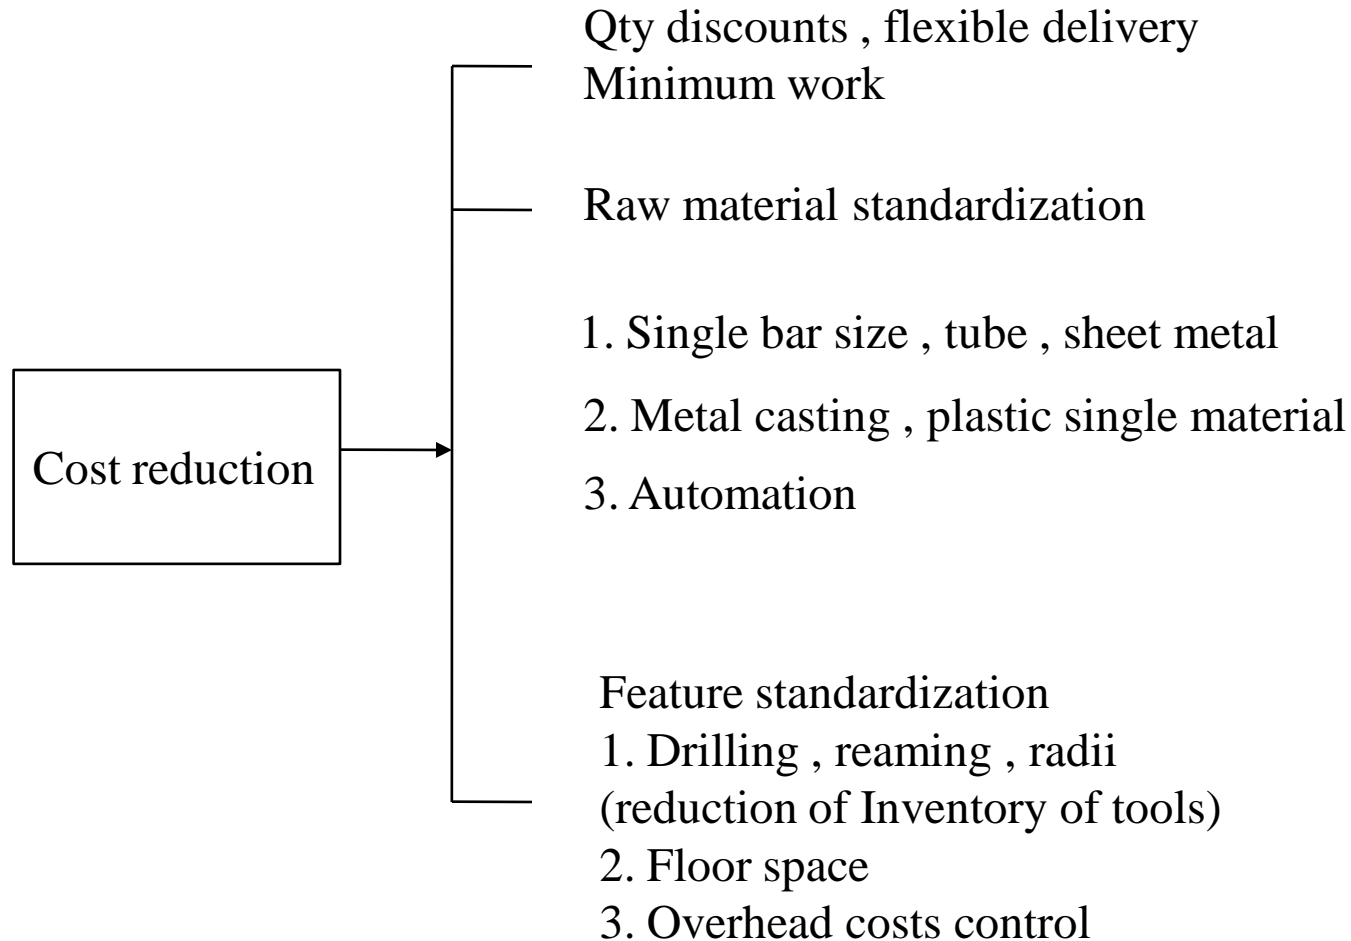 Qty discounts , flexible delivery
Minimum work
Raw material standardization
1. Single bar size , tube , sheet metal
2. Metal casting , plastic single material
Cost reduction
3. Automation
Feature standardization
1. Drilling , reaming , radii
(reduction of Inventory of tools)
2. Floor space
3. Overhead costs control